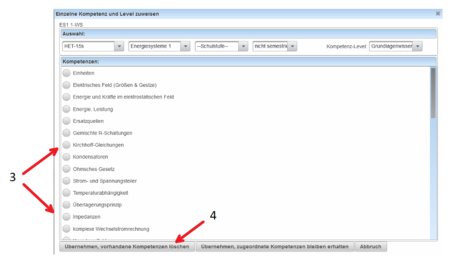 Einzelne Kompetenz und Level zuweisen
ES1 1-WS
Auswahl:
HET-15s Energiesysteme 1 --Schulstufe-- nicht semestrie Kompetenz-Level Grundlagenwissen
Kompetenzen:
Einheiten
Elektrisches Feld (Größen & Gesetze)
Energie und Kräfte im elektrostatischen Feld
Energie, Leistung
Ersatzquellen
Gemischte R-Schaltungen
Kirchhoff-Gleichungen
Kondensatoren
Ohmsches Gesetz
Strom- und Spannungsteiler
Temperaturabhängigkeit
Überlagerungsprinzip
Impedanzen
komplexe Wechselstromrechnung
3
4
Übernehmen, vorhandene Kompetenzen löschen Übernehmen, zugeordnete Kompetenzen bleiben erhalten Abbruch